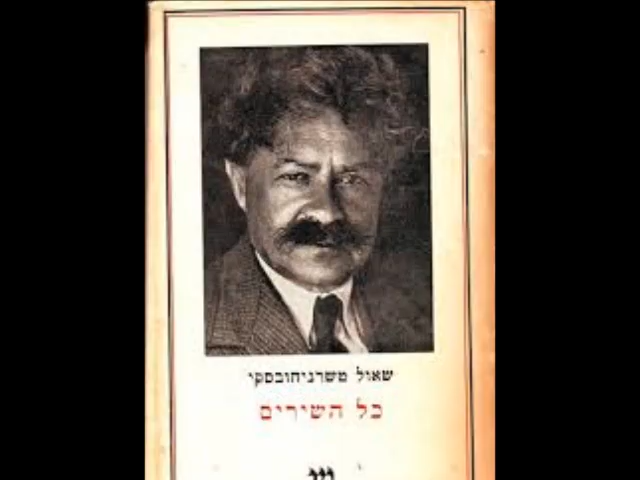 שאול טשרניחובסקי
כל השירים